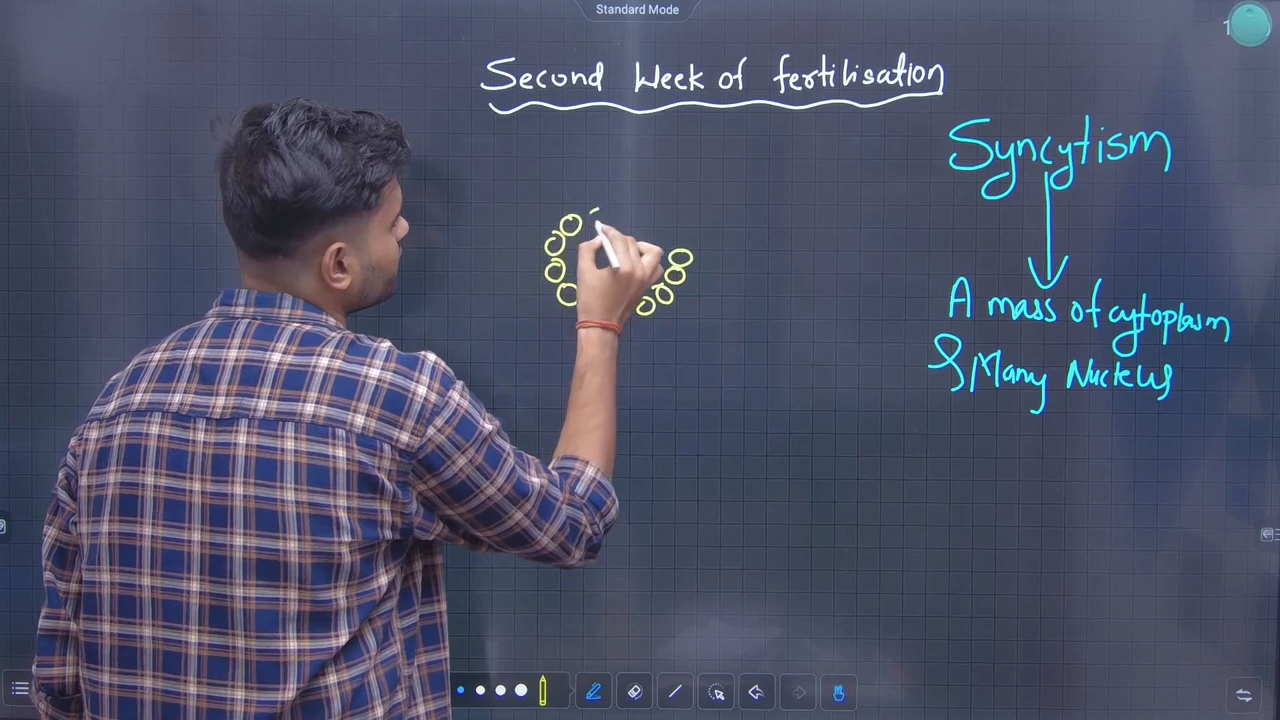 Standard Mode
Second Week of fertilisation
Syncytism
A mass of cytoplasm
& Many Nucleus